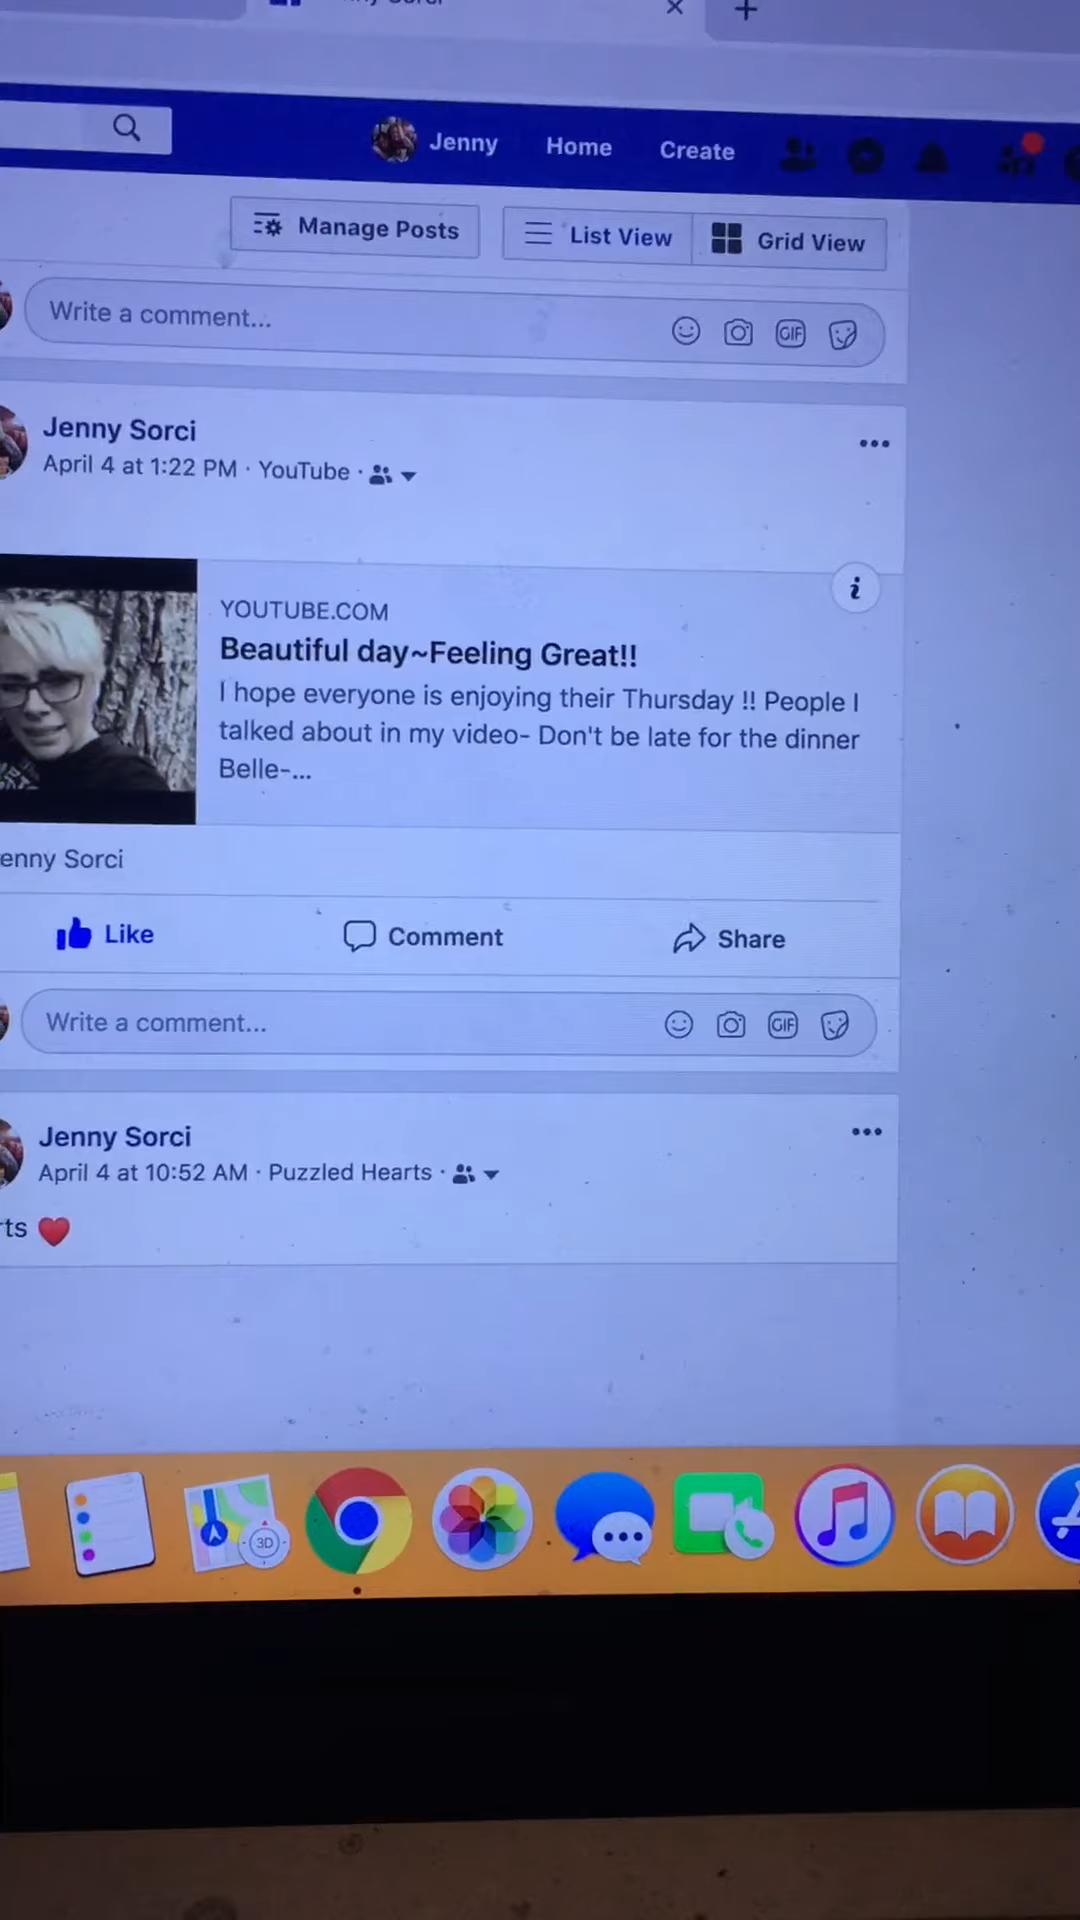 Jenny Home Create
Manage Posts List View Grid View
Write a comment...
GIF
Jenny Sorci
April 4 at 1:22 PM · YouTube ·
YOUTUBE.COM
Beautiful day~Feeling Great!!
I hope everyone is enjoying their Thursday !! People I
talked about in my video- Don't be late for the dinner
Belle-...
enny Sorci
Like Comment Share
Write a comment...
GIF
Jenny Sorci
April 4 at 10:52 AM · Puzzled Hearts ·
rts ❤️
3D